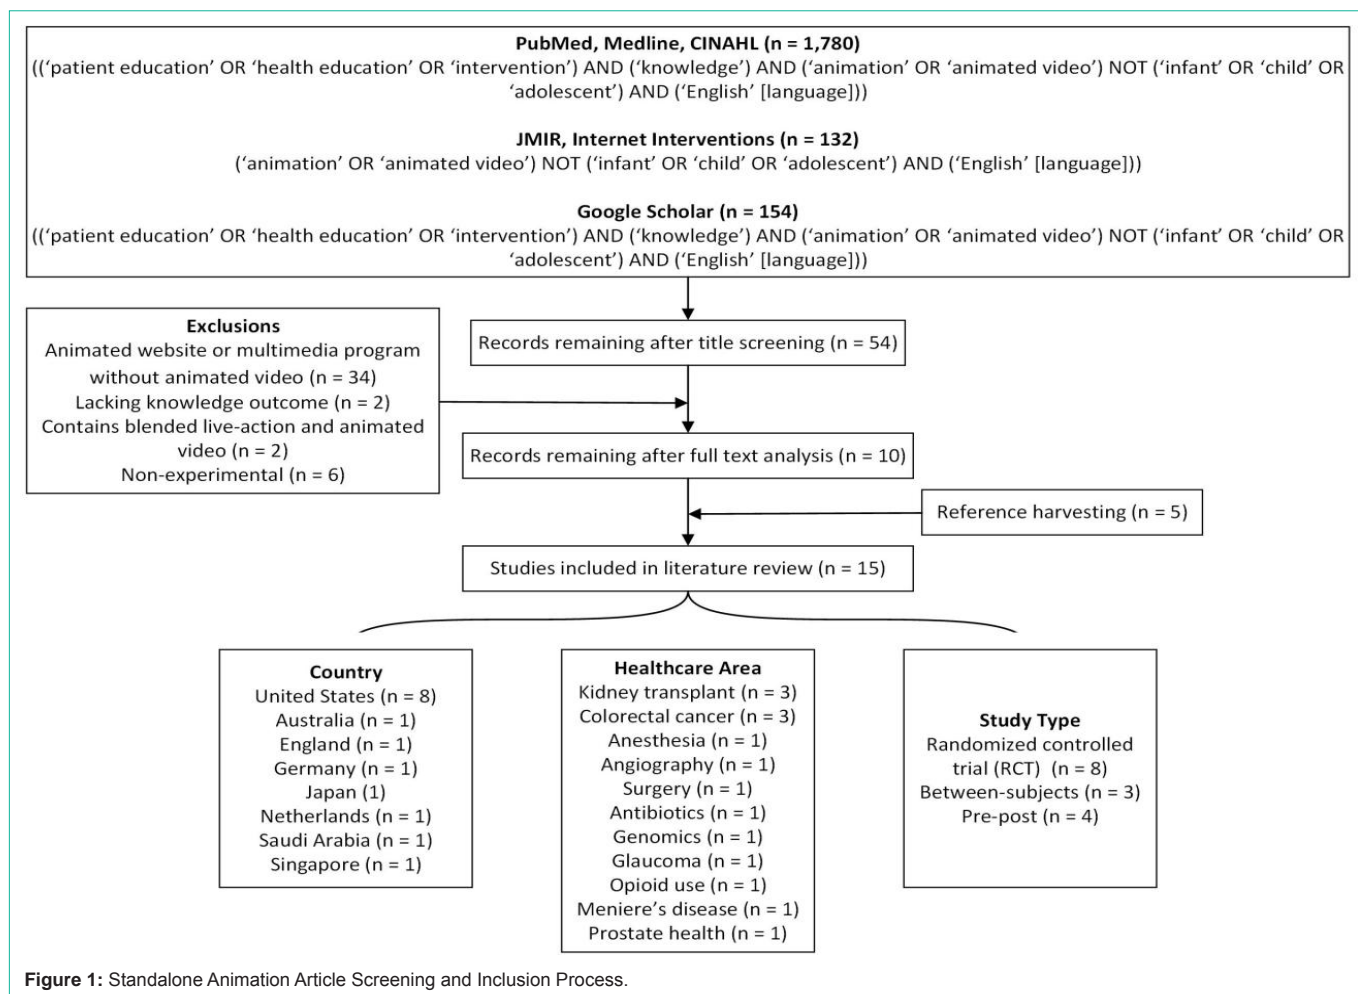 PubMed, Medline, CINAHL (n = 1,780)
((‘patient education’ OR ‘health education’ OR ‘intervention’) AND (‘knowledge’) AND (‘animation’ OR ‘animated video’) NOT (‘infant’ OR ‘child’ OR
‘adolescent’) AND (‘English’ [language]))
JMIR, Internet Interventions (n = 132)
(‘animation’ OR ‘animated video’) NOT (‘infant’ OR ‘child’ OR ‘adolescent’) AND (‘English’ [language]))
Google Scholar (n = 154)
((‘patient education’ OR ‘health education’ OR ‘intervention’) AND (‘knowledge’) AND (‘animation’ OR ‘animated video’) NOT (‘infant’ OR ‘child’ OR
‘adolescent’) AND (‘English’ [language]))
Records remaining after title screening (n = 54)
Exclusions
Animated website or multimedia program
without animated video (n = 34)
Lacking knowledge outcome (n = 2)
Contains blended live-action and animated
video (n = 2)
Non-experimental (n = 6)
Records remaining after full text analysis (n = 10)
Reference harvesting (n = 5)
Studies included in literature review (n = 15)
Country
United States (n = 8)
Australia (n = 1)
England (n = 1)
Germany (n = 1)
Japan (1)
Netherlands (n = 1)
Saudi Arabia (n = 1)
Singapore (n = 1)
Healthcare Area
Kidney transplant (n = 3)
Colorectal cancer (n = 3)
Anesthesia (n = 1)
Angiography (n = 1)
Surgery (n = 1)
Antibiotics (n = 1)
Genomics (n = 1)
Glaucoma (n = 1)
Opioid use (n = 1)
Meniere’s disease (n = 1)
Prostate health (n = 1)
Study Type
Randomized controlled
trial (RCT) (n = 8)
Between-subjects (n = 3)
Pre-post (n = 4)
Figure 1: Standalone Animation Article Screening and Inclusion Process.